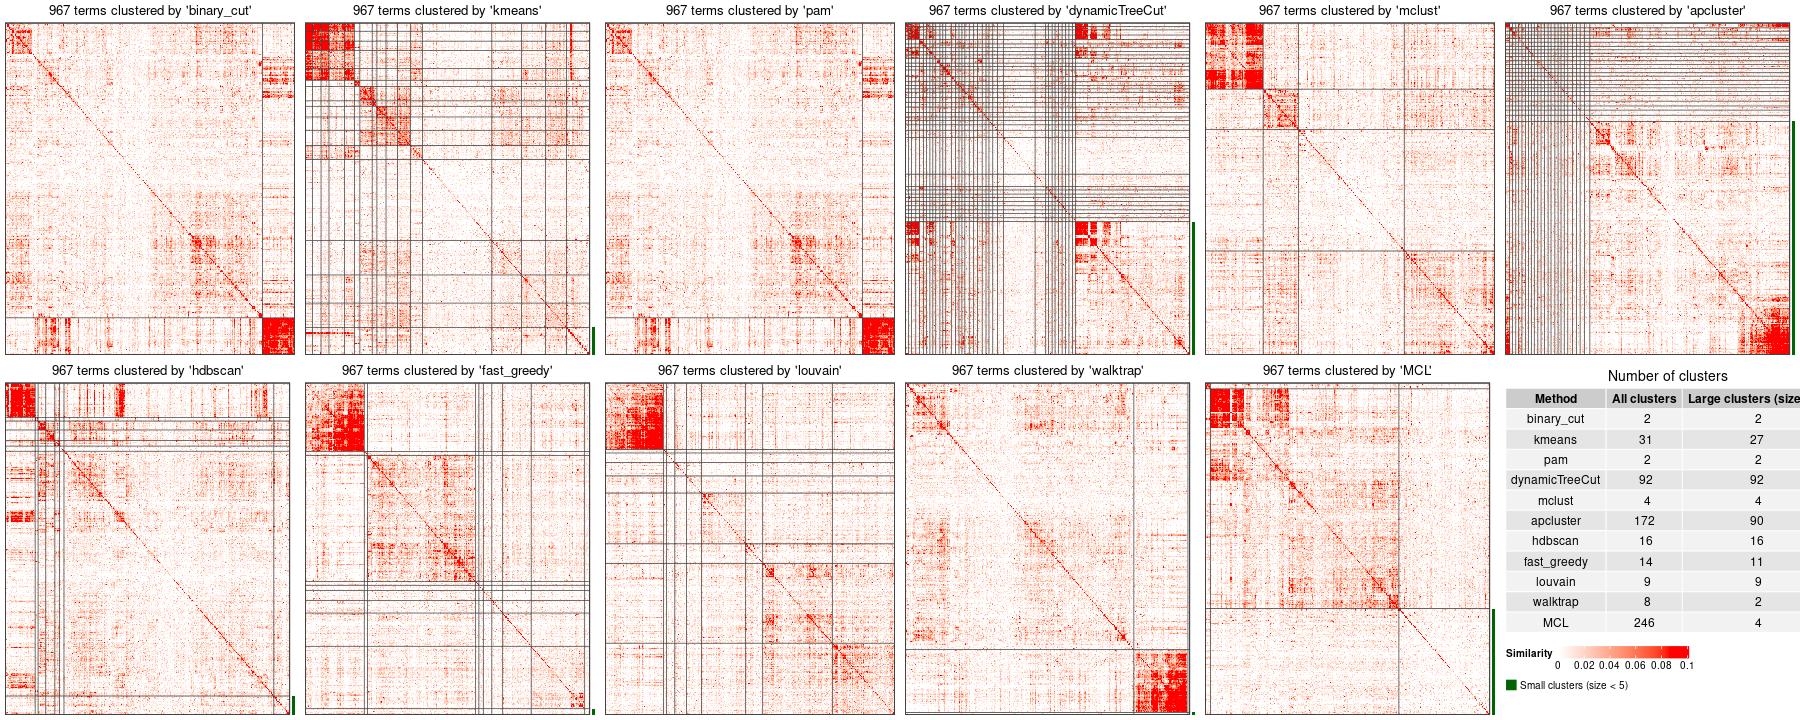 967 terms clustered by 'binary_cut'
967 terms clustered by 'kmeans'
967 terms clustered by 'pam'
967 terms clustered by 'dynamicTreeCut'
967 terms clustered by 'mclust'
967 terms clustered by 'apcluster'
967 terms clustered by 'hdbscan'
967 terms clustered by 'fast_greedy'
967 terms clustered by 'louvain'
967 terms clustered by 'walktrap'
967 terms clustered by 'MCL'
Number of clusters
Method All clusters Large clusters (size
binary_cut 2 2
kmeans 31 27
pam 2 2
dynamicTreeCut 92 92
mclust 4 4
apcluster 172 90
hdbscan 16 16
fast_greedy 14 11
louvain 9 9
walktrap 8 2
MCL 246 4
Similarity
0 0.02 0.04 0.06 0.08 0.1
Small clusters (size < 5)